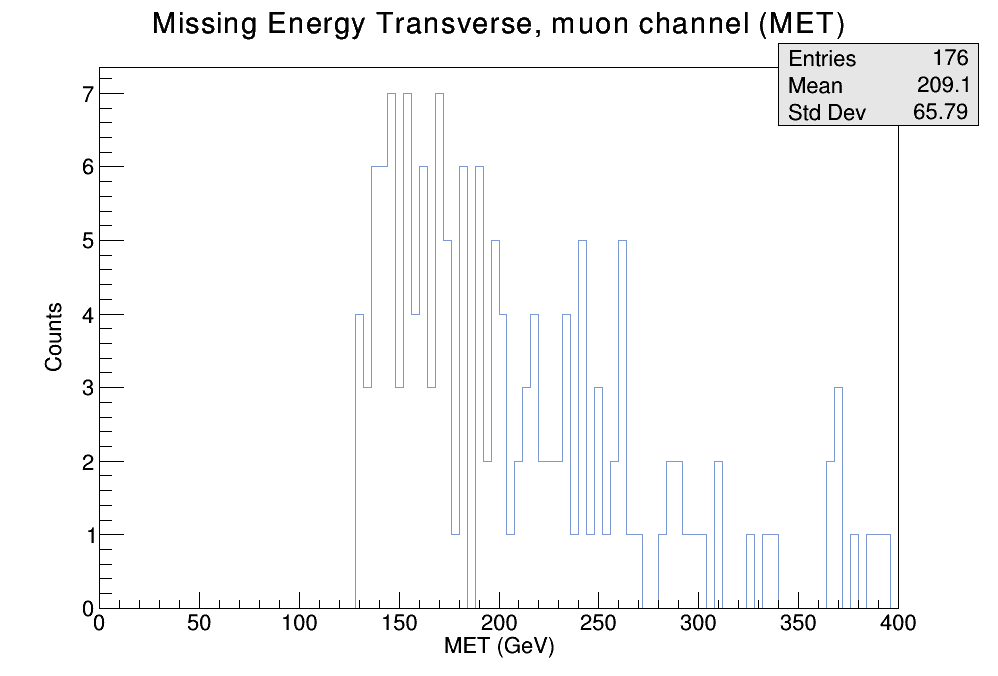 Missing Energy Transverse, muon channel (MET)
Entries 176
Mean 209.1
Std Dev 65.79
7
6
5
4
3
2
1
0
Counts
0 50 100 150 200 250 300 350 400
MET (GeV)